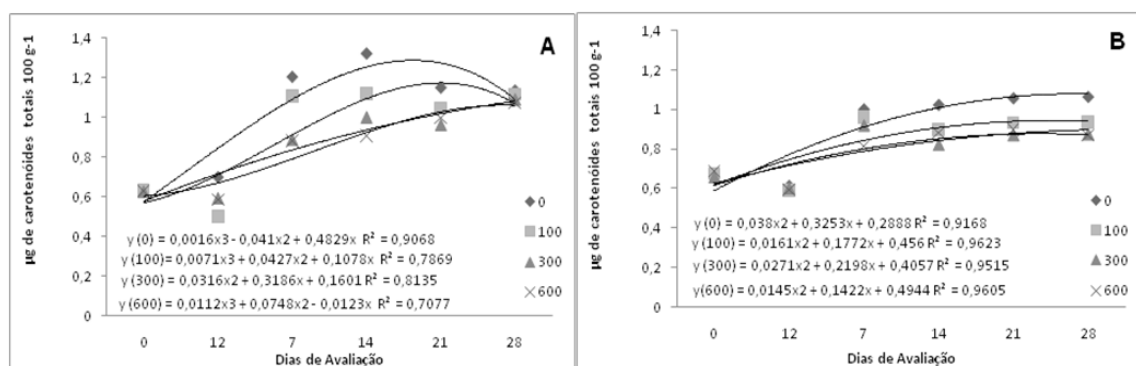 A
µg de carotenóides totais 100 g-1
1,4
1,2
1
0,8
0,6
0,4
0,2
0
y (0) = 0,0016x3 - 0,041x2 + 0,4829x R² = 0,9068
y (100)= 0,0071x3 + 0,0427x2 + 0,1078x R² = 0,7869
y (300)= 0,0316x2 + 0,3186x + 0,1601 R² = 0,8135
y (600)= 0,0112x3 + 0,0748x2 - 0,0123x R² = 0,7077
0
100
300
600
0 12 7 14 21 28
Dias de Avaliação
B
µg de carotenóides totais 100 g-1
1,4
1,2
1
0,8
0,6
0,4
0,2
0
y (0) = 0,038x2 + 0,3253x + 0,2888 R² = 0,9168
y (100) = 0,0161x2 + 0,1772x + 0,456 R² = 0,9623
y (300) = 0,0271x2 + 0,2198x + 0,4057 R² = 0,9515
y(600) = 0,0145x2 + 0,1422x + 0,4944 R² = 0,9605
0
100
300
600
0 12 7 14 21 28
Dias de Avaliação